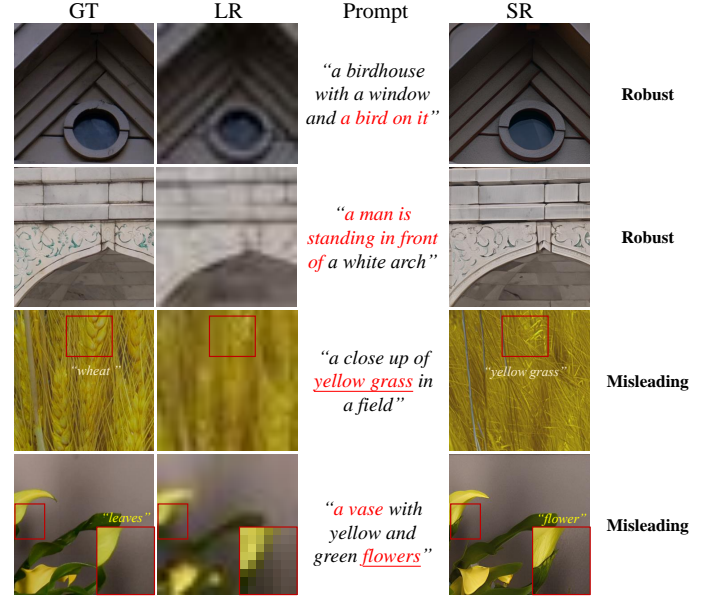 GT LR Prompt SR
“a birdhouse
with a window
and a bird on it”
Robust
“a man is
standing in front
of a white arch”
Robust
“wheat ”
“a close up of
yellow grass in
a field”
“yellow grass”
Misleading
“leaves”
“a vase with
yellow and
green flowers”
“flower”
Misleading